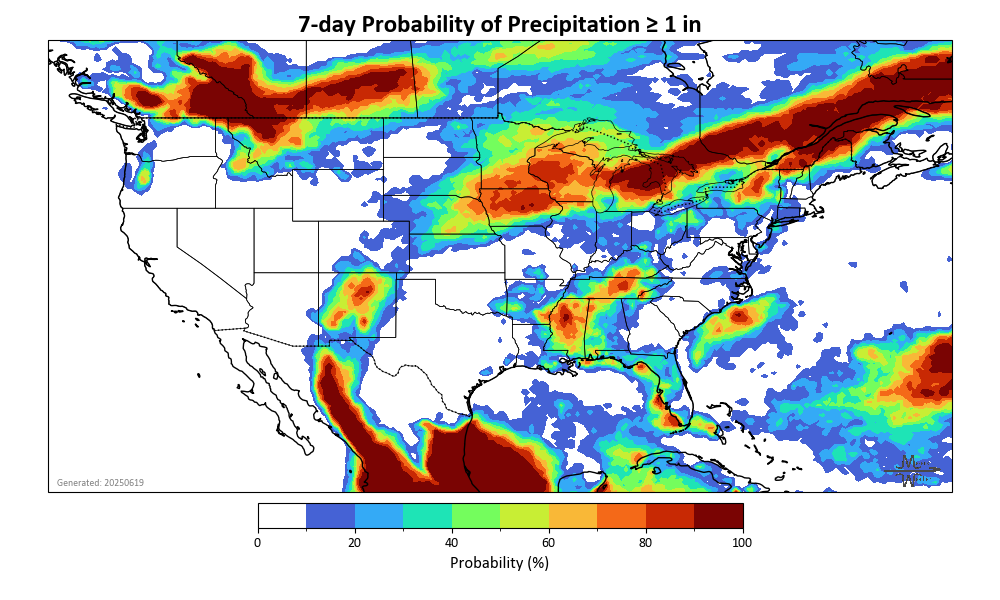 7-day Probability of Precipitation ≥ 1 in
Generated: 20250619
0 20 40 60 80 100
Probability (%)